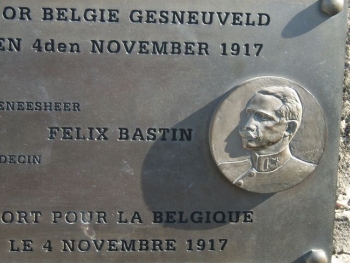 OR BELGIE GESNEUVELD
EN 4den NOVEMBER 1917
ENEESHEER
FELIX BASTIN
DECIN
ORT POUR LA BELGIQUE
LE 4 NOVEMBRE 1917